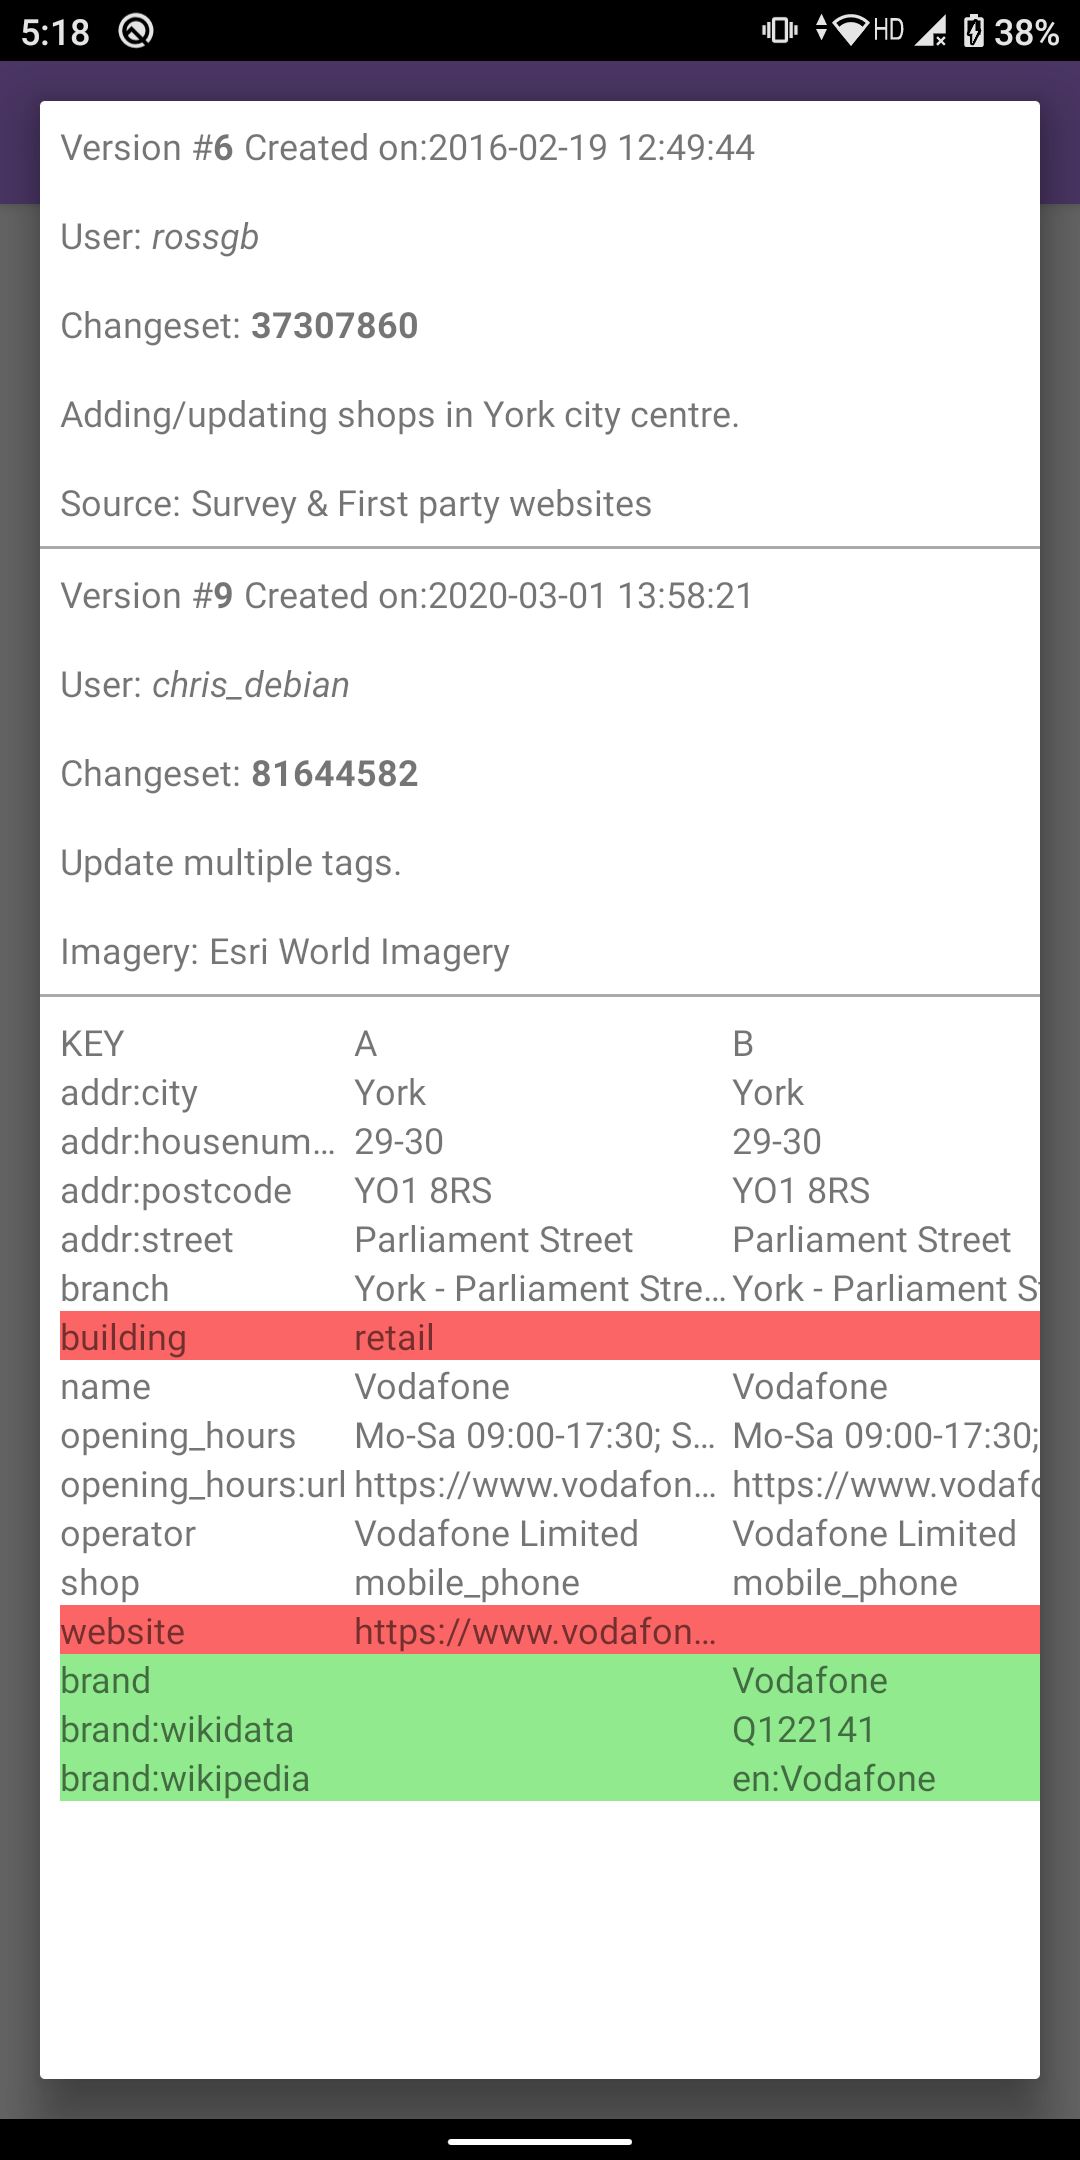 5:18 HD 38%
Version #6 Created on:2016-02-19 12:49:44
User: rossgb
Changeset: 37307860
Adding/updating shops in York city centre.
Source: Survey & First party websites
Version #9 Created on:2020-03-01 13:58:21
User: chris_debian
Changeset: 81644582
Update multiple tags.
Imagery: Esri World Imagery
KEY A B
addr:city York York
addr:housenum… 29-30 29-30
addr:postcode YO1 8RS YO1 8RS
addr:street Parliament Street Parliament Street
branch York - Parliament Stre… York - Parliament St
building retail
name Vodafone Vodafone
opening_hours Mo-Sa 09:00-17:30; S… Mo-Sa 09:00-17:30;
opening_hours:url https://www.vodafon… https://www.vodafo
operator Vodafone Limited Vodafone Limited
shop mobile_phone mobile_phone
website https://www.vodafon…
brand Vodafone
brand:wikidata Q122141
brand:wikipedia en:Vodafone